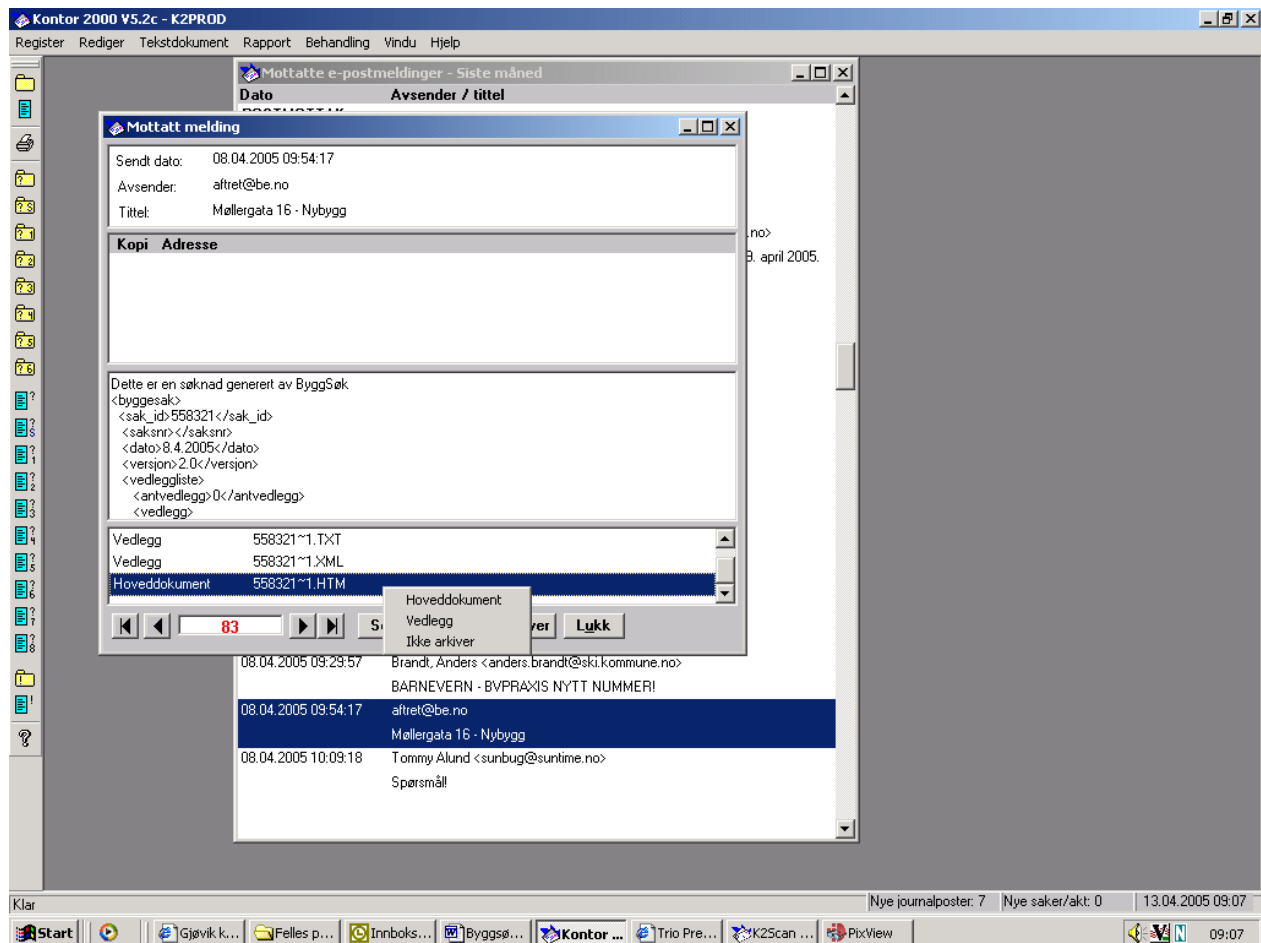 Kontor 2000 V5.2c - K2PROD
Register Rediger Tekstdokument Rapport Behandling Vindu Hjelp
Mottatte e-postmeldinger - Siste måned
Dato Avsender / tittel
Mottatt melding
Sendt dato: 08.04.2005 09:54:17
Avsender: aftret@be.no
Tittel: Møllergata 16 - Nybygg
.no>
9. april 2005.
Kopi Adresse
Dette er en søknad generert av ByggSøk
<byggesak>
<sak_id>558321</sak_id>
<saksnr></saksnr>
<dato>8.4.2005</dato>
<versjon>2.0</versjon>
<vedleggliste>
<antvedlegg>0</antvedlegg>
<vedlegg>
Vedlegg 558321~1.TXT
Vedlegg 558321~1.XML
Hoveddokument 558321~1.HTM
Hoveddokument
Vedlegg
Ikke arkiver
83 ver Lukk
08.04.2005 09:29:57 Brandt, Anders <anders.brandt@ski.kommune.no>
BARNEVERN - BVPRAXIS NYTT NUMMER!
08.04.2005 09:54:17 aftret@be.no
Møllergata 16 - Nybygg
08.04.2005 10:09:18 Tommy Alund <sunbug@suntime.no>
Spørsmål!
Klar Nye journalposter: 7 Nye saker/akt: 0 13.04.2005 09:07
Start Gjøvik k... Felles p... Innboks... Byggsø... Kontor ... Trio Pre... K2Scan ... PixView 09:07